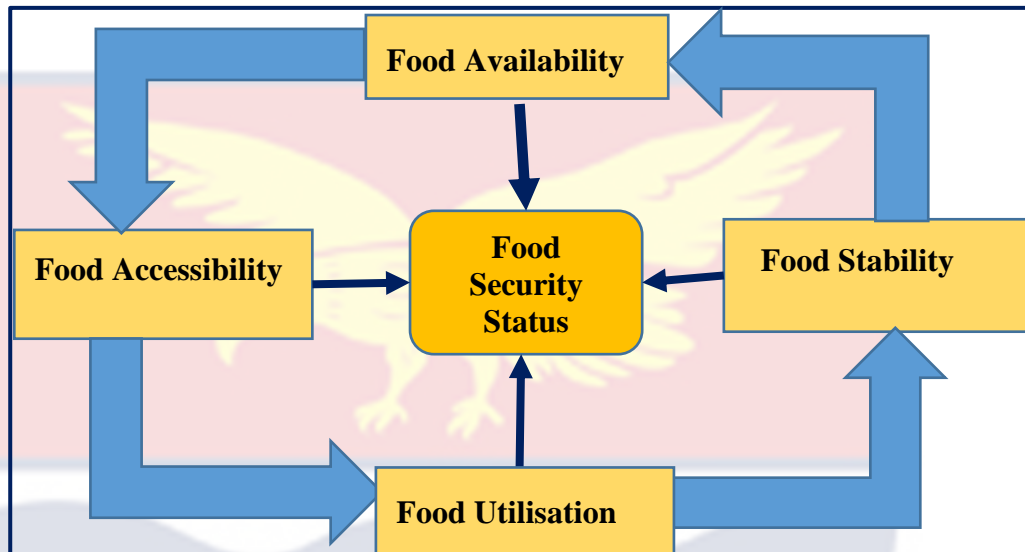 Food Availability
Food Accessibility
Food
Security
Status
Food Stability
Food Utilisation